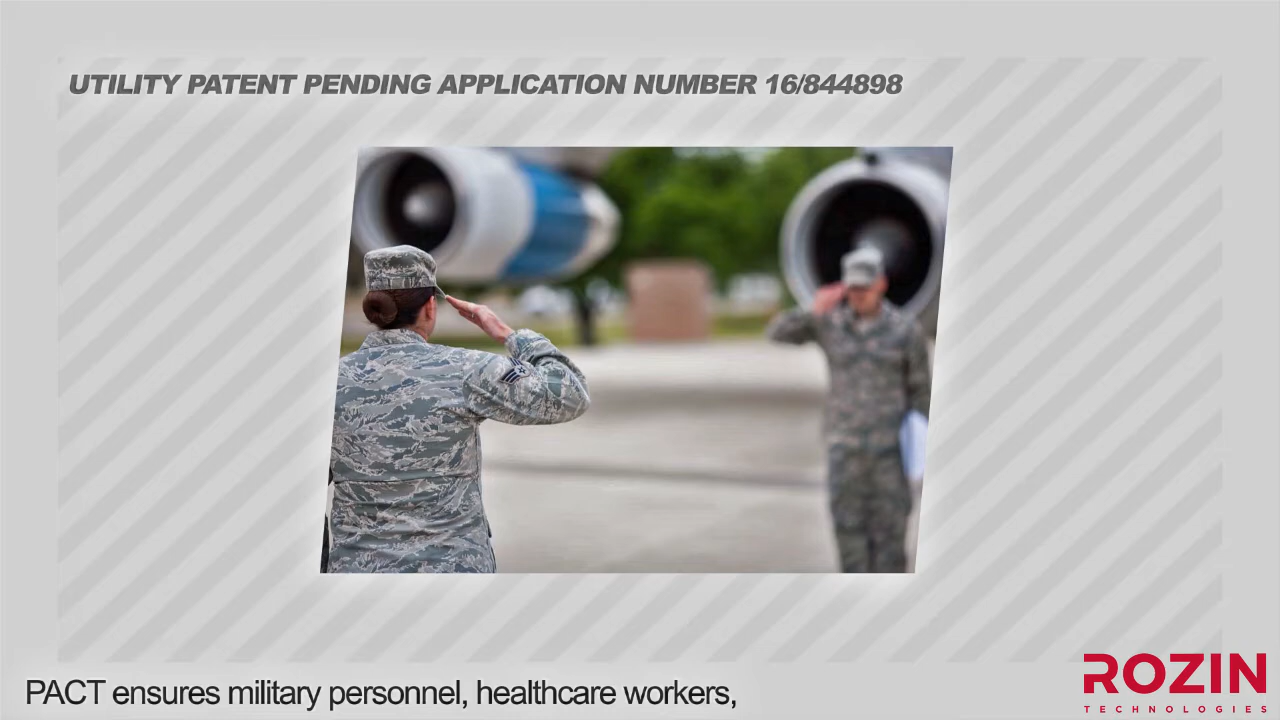 UTILITY PATENT PENDING APPLICATION NUMBER 16/844898
PACT ensures military personnel, healthcare workers,
ROZIN
TECHNOLOGIES